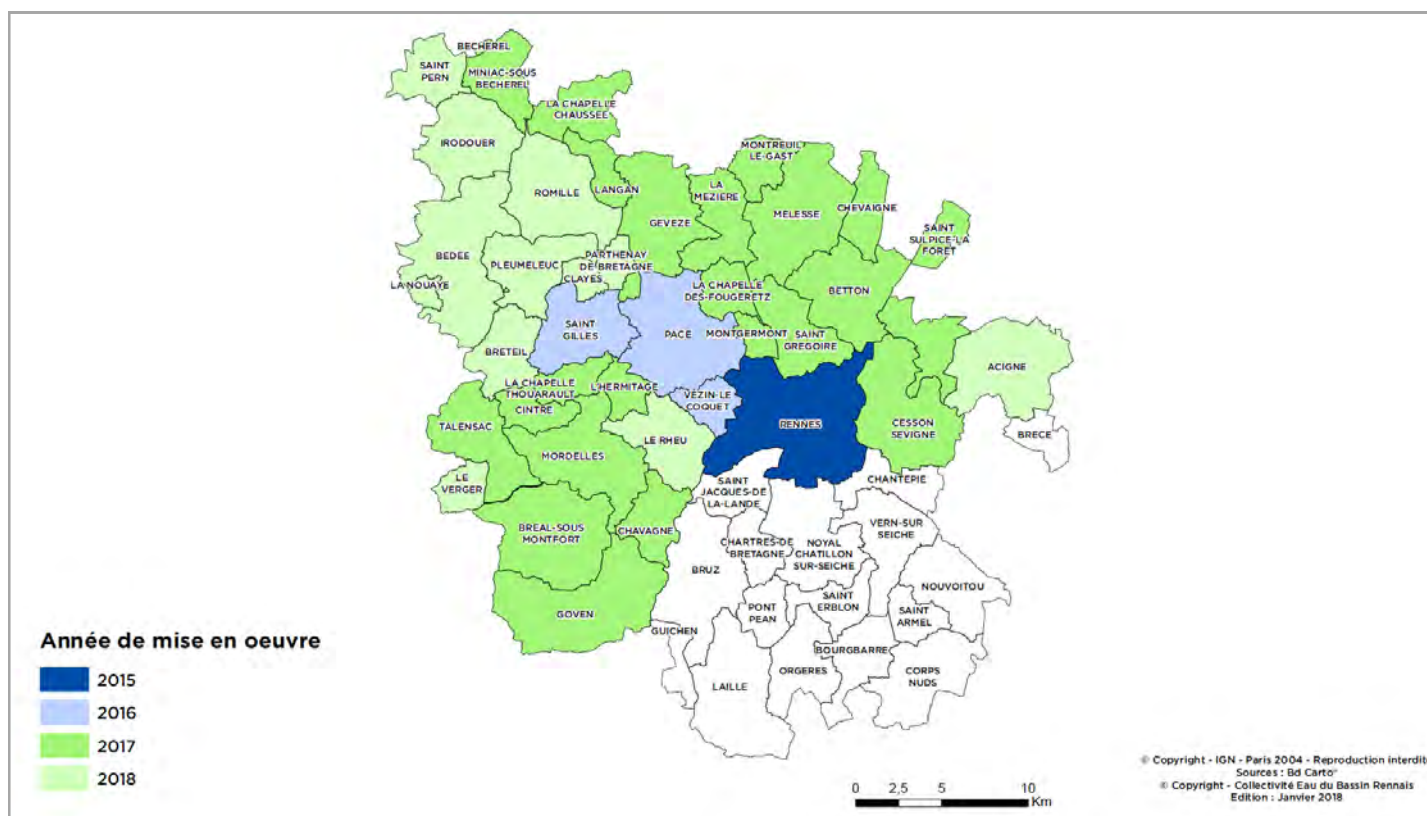 BECHEREL
SAINT
PERN
MINIAC-SOUS
BECHEREL
LA CHAPELLE
CHAUSSEE
IRODOUER
MONTREUIL
LE-GAST
ROMILLE
LANGAN
LA
MEZIERE
MELESSE
CHEVAIGNE
GEVEZE
SAINT
SULPICE-LA
FORET
BEDEE
PLEUMELEUC
PARTHENAY
DE BRETAGNE
CLAYES
LA NOUAYE
LA CHAPELLE
DES-FOUGERETZ
BETTON
SAINT
GILLES
PACE
MONTGERMONT
SAINT
GREGOIRE
BRETEIL
ACIGNE
LA CHAPELLE
THOUARAULT
L'HERMITAGE
VEZIN-LE
COQUET
CINTRE
TALENSAC
RENNES
CESSON
SEVIGNE
BRECE
LE RHEU
MORDELLES
LE
VERGER
SAINT
JACQUES-DE
LA-LANDE
CHANTEPIE
BREAL-SOUS
MONTFORT
CHAVAGNE
VERN-SUR
SEICHE
CHARTRES-DE
BRETAGNE
NOYAL
CHATILLON
SUR-SEICHE
BRUZ
NOUVOITOU
GOVEN
PONT
PEAN
SAINT
ERBLON
SAINT
ARMEL
GUICHEN
BOURGBARRE
ORGERES
CORPS
NUDS
LAILLE
Année de mise en oeuvre
2015
2016
2017
2018
0 2,5 5 10
Km
© Copyright - IGN - Paris 2004 - Reproduction interdite
Sources : Bd Carto"
© Copyright - Collectivité Eau du Bassin Rennais
Edition : Janvier 2018